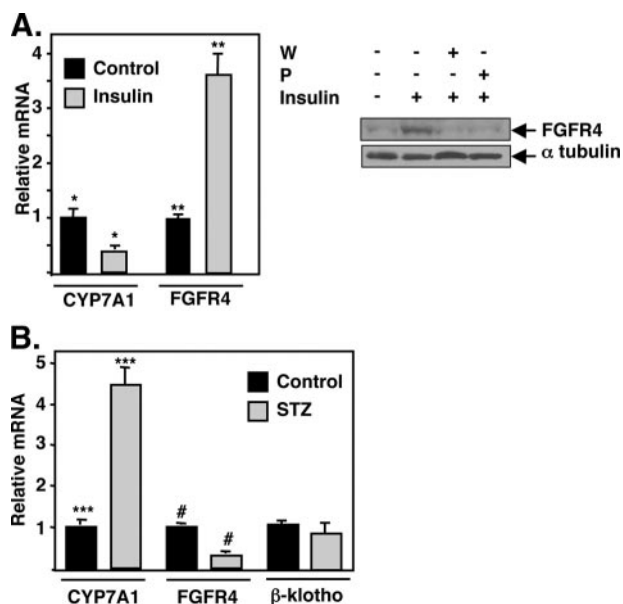 A.
Relative mRNA
4
3
2
1
Control
Insulin
*
*
**
**
CYP7A1
FGFR4
W - - + -
P - - - +
Insulin - + + +
FGFR4
α tubulin
B.
Relative mRNA
5
4
3
2
1
Control
STZ
***
***
#
#
CYP7A1
FGFR4
β-klotho